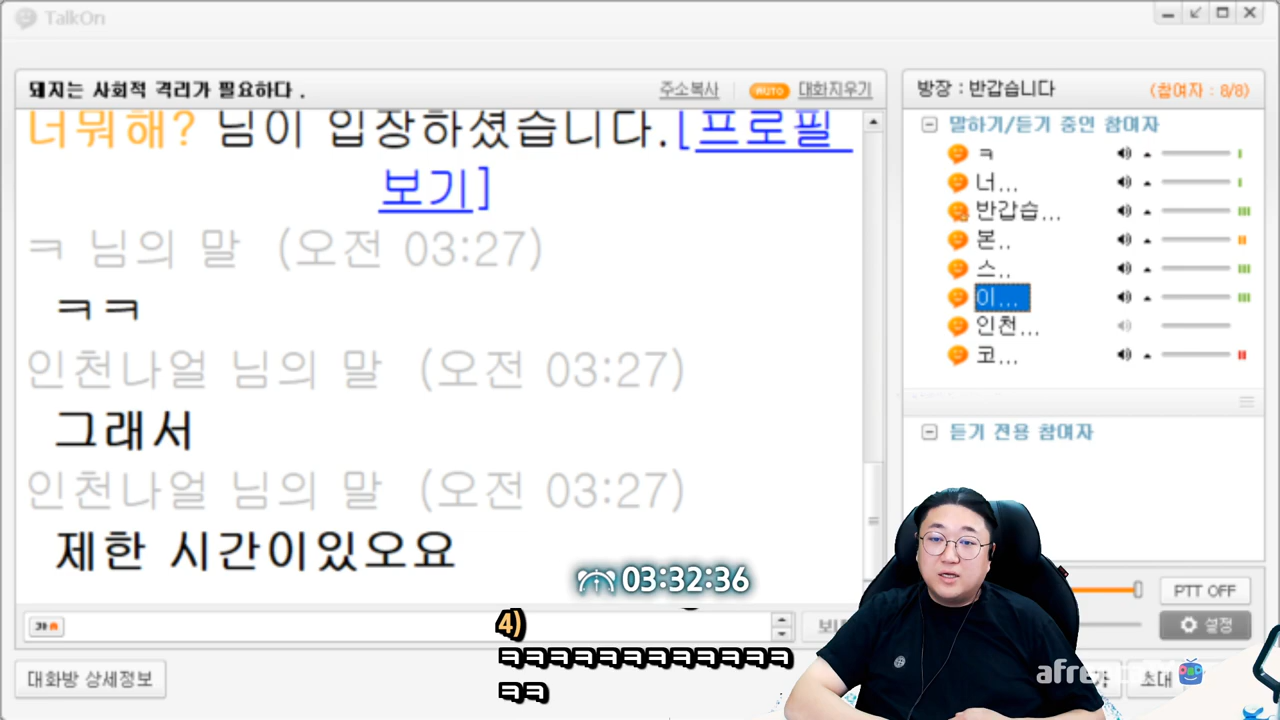 TalkOn
돼지는 사회적 격리가 필요하다 .
주소복사
AUTO
대화지우기
너뭐해? 님이 입장하셨습니다.[프로필
보기]
ㅋ 님의 말 (오전 03:27)
ㅋㅋ
인천나얼 님의 말 (오전 03:27)
그래서
인천나얼 님의 말 (오전 03:27)
제한 시간이있오요
방장 : 반갑습니다
(참여자 : 8/8)
말하기/듣기 중인 참여자
ㅋ
너...
반갑습...
본..
스..
이...
인천...
코...
듣기 전용 참여자
03:32:36
4)
ㅋㅋㅋㅋㅋㅋㅋㅋㅋㅋㅋㅋ
ㅋㅋ
PTT OFF
설정
대화방 상세정보
초대